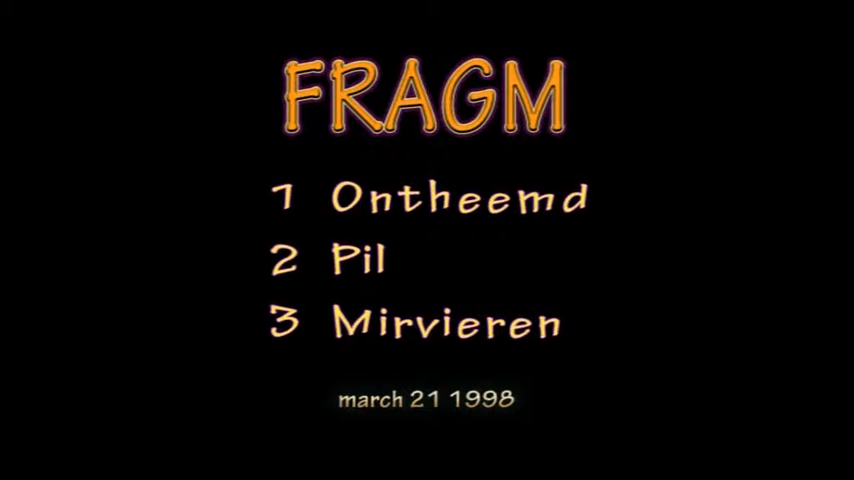 FRAGM
1 Ontheemd
2 Pil
3 Mirvieren
march 21 1998